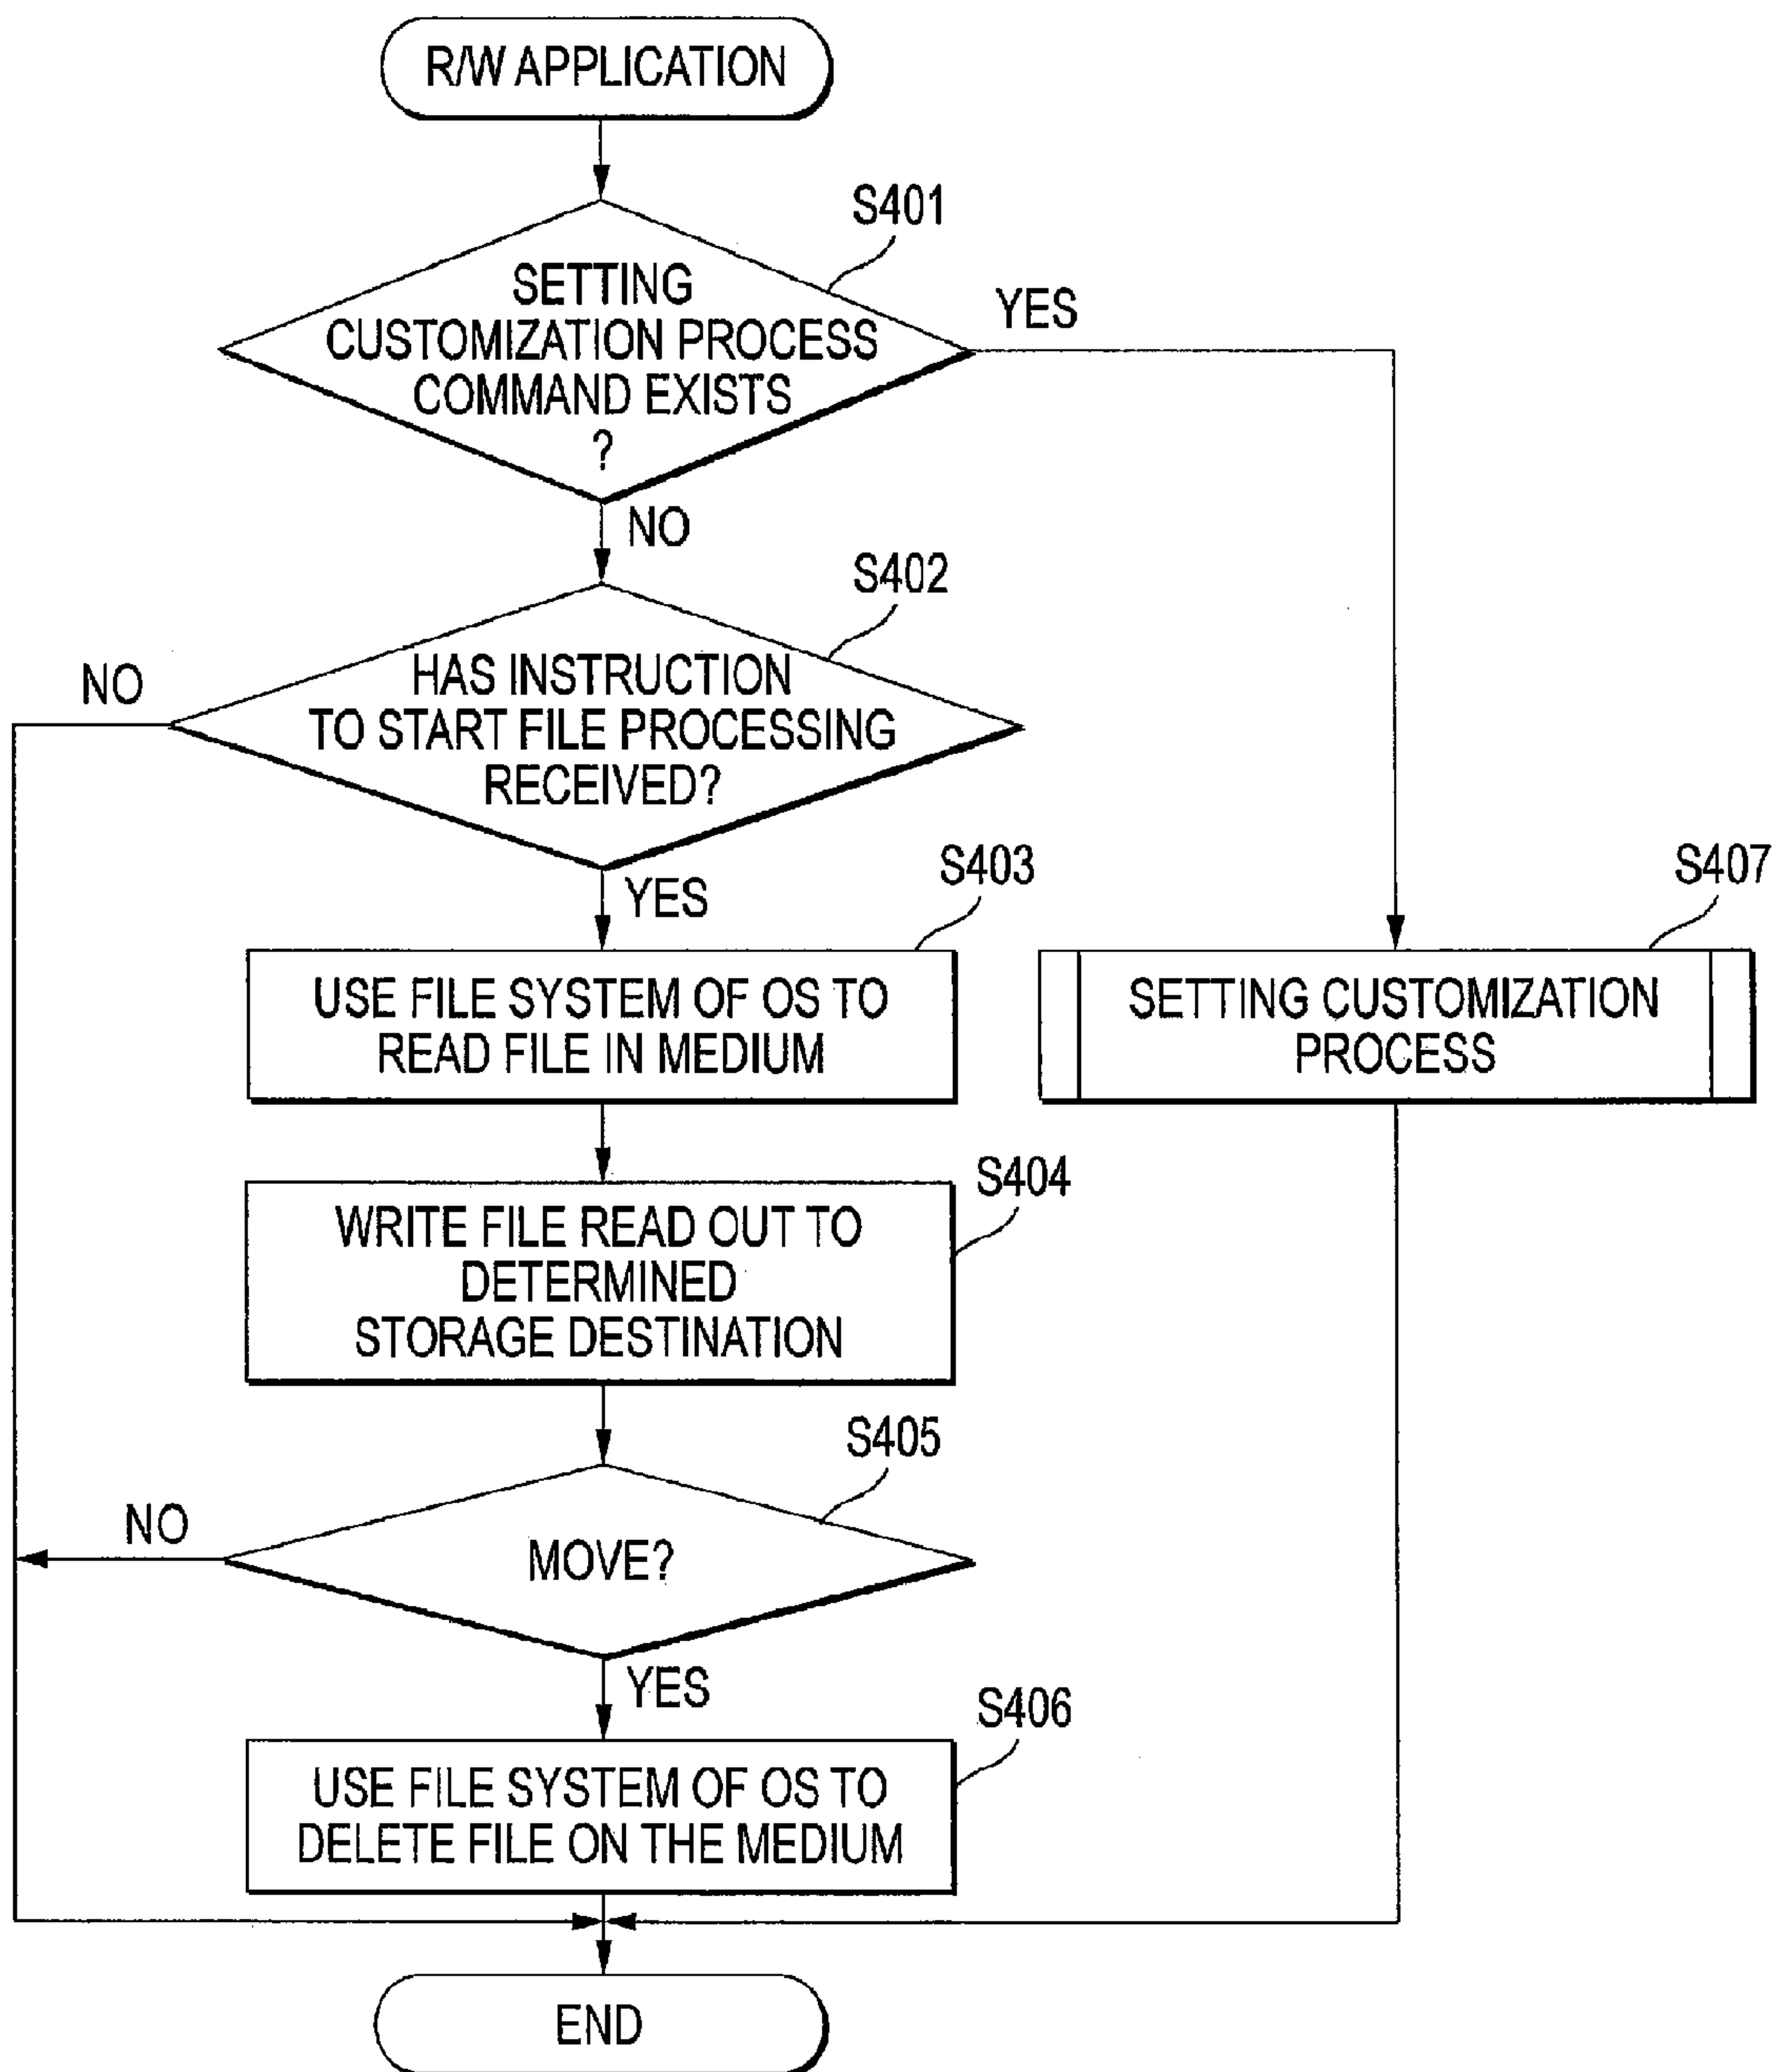 R/W APPLICATION
S401
SETTING
CUSTOMIZATION PROCESS
COMMAND EXISTS
?
YES
NO
S402
HAS INSTRUCTION
TO START FILE PROCESSING
RECEIVED?
NO
YES
S403
USE FILE SYSTEM OF OS TO
READ FILE IN MEDIUM
S407
SETTING CUSTOMIZATION
PROCESS
S404
WRITE FILE READ OUT TO
DETERMINED
STORAGE DESTINATION
S405
MOVE?
NO
YES
S406
USE FILE SYSTEM OF OS TO
DELETE FILE ON THE MEDIUM
END